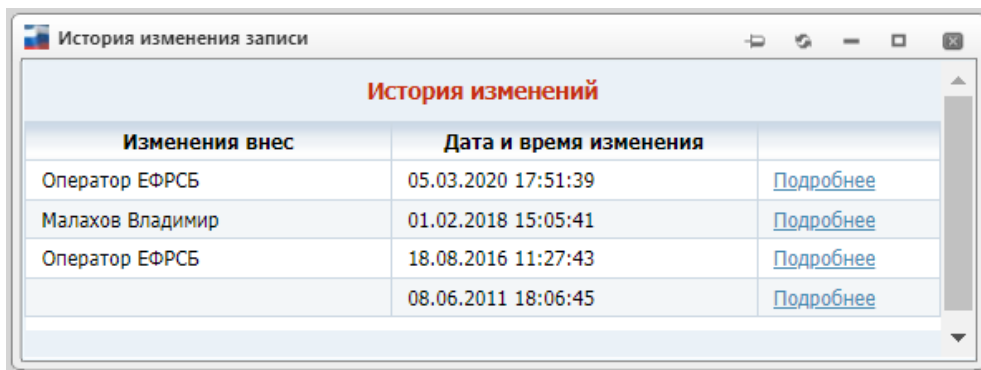 История изменения записи
История изменений
Изменения внес Дата и время изменения
Оператор ЕФРСБ 05.03.2020 17:51:39 Подробнее
Малахов Владимир 01.02.2018 15:05:41 Подробнее
Оператор ЕФРСБ 18.08.2016 11:27:43 Подробнее
08.06.2011 18:06:45 Подробнее